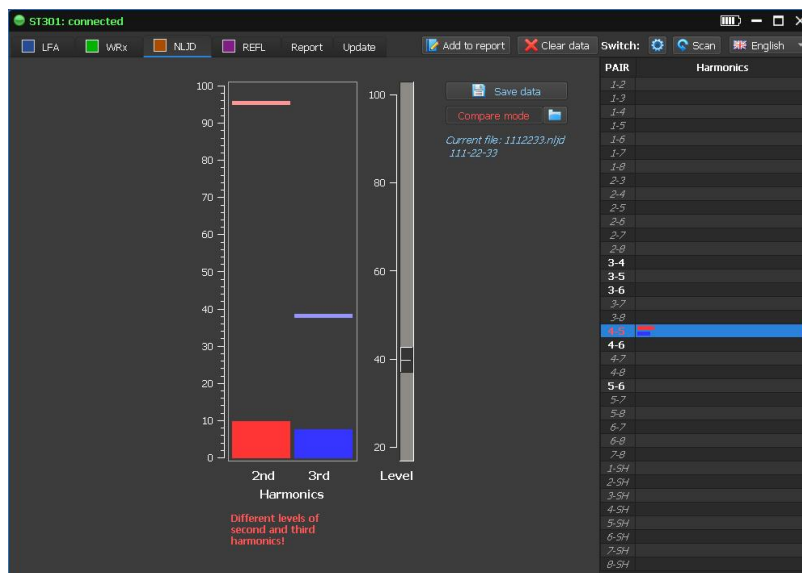 ST301: connected
LFA WRx NLJD REFL Report Update Add to report Clear data Switch: Scan English
PAIR Harmonics
100
90
80
70
60
50
40
30
20
10
0
2nd 3rd
Harmonics
Different levels of
second and third
harmonics!
100
80
60
40
20
Level
Save data
Compare mode
Current file: 1112233.nljd
111-22-33
1-2
1-3
1-4
1-5
1-6
1-7
1-8
2-3
2-4
2-5
2-6
2-7
2-8
3-4
3-5
3-6
3-7
3-8
4-5
4-6
4-7
4-8
5-6
5-7
5-8
6-7
6-8
7-8
1-SH
2-SH
3-SH
4-SH
5-SH
6-SH
7-SH
8-SH